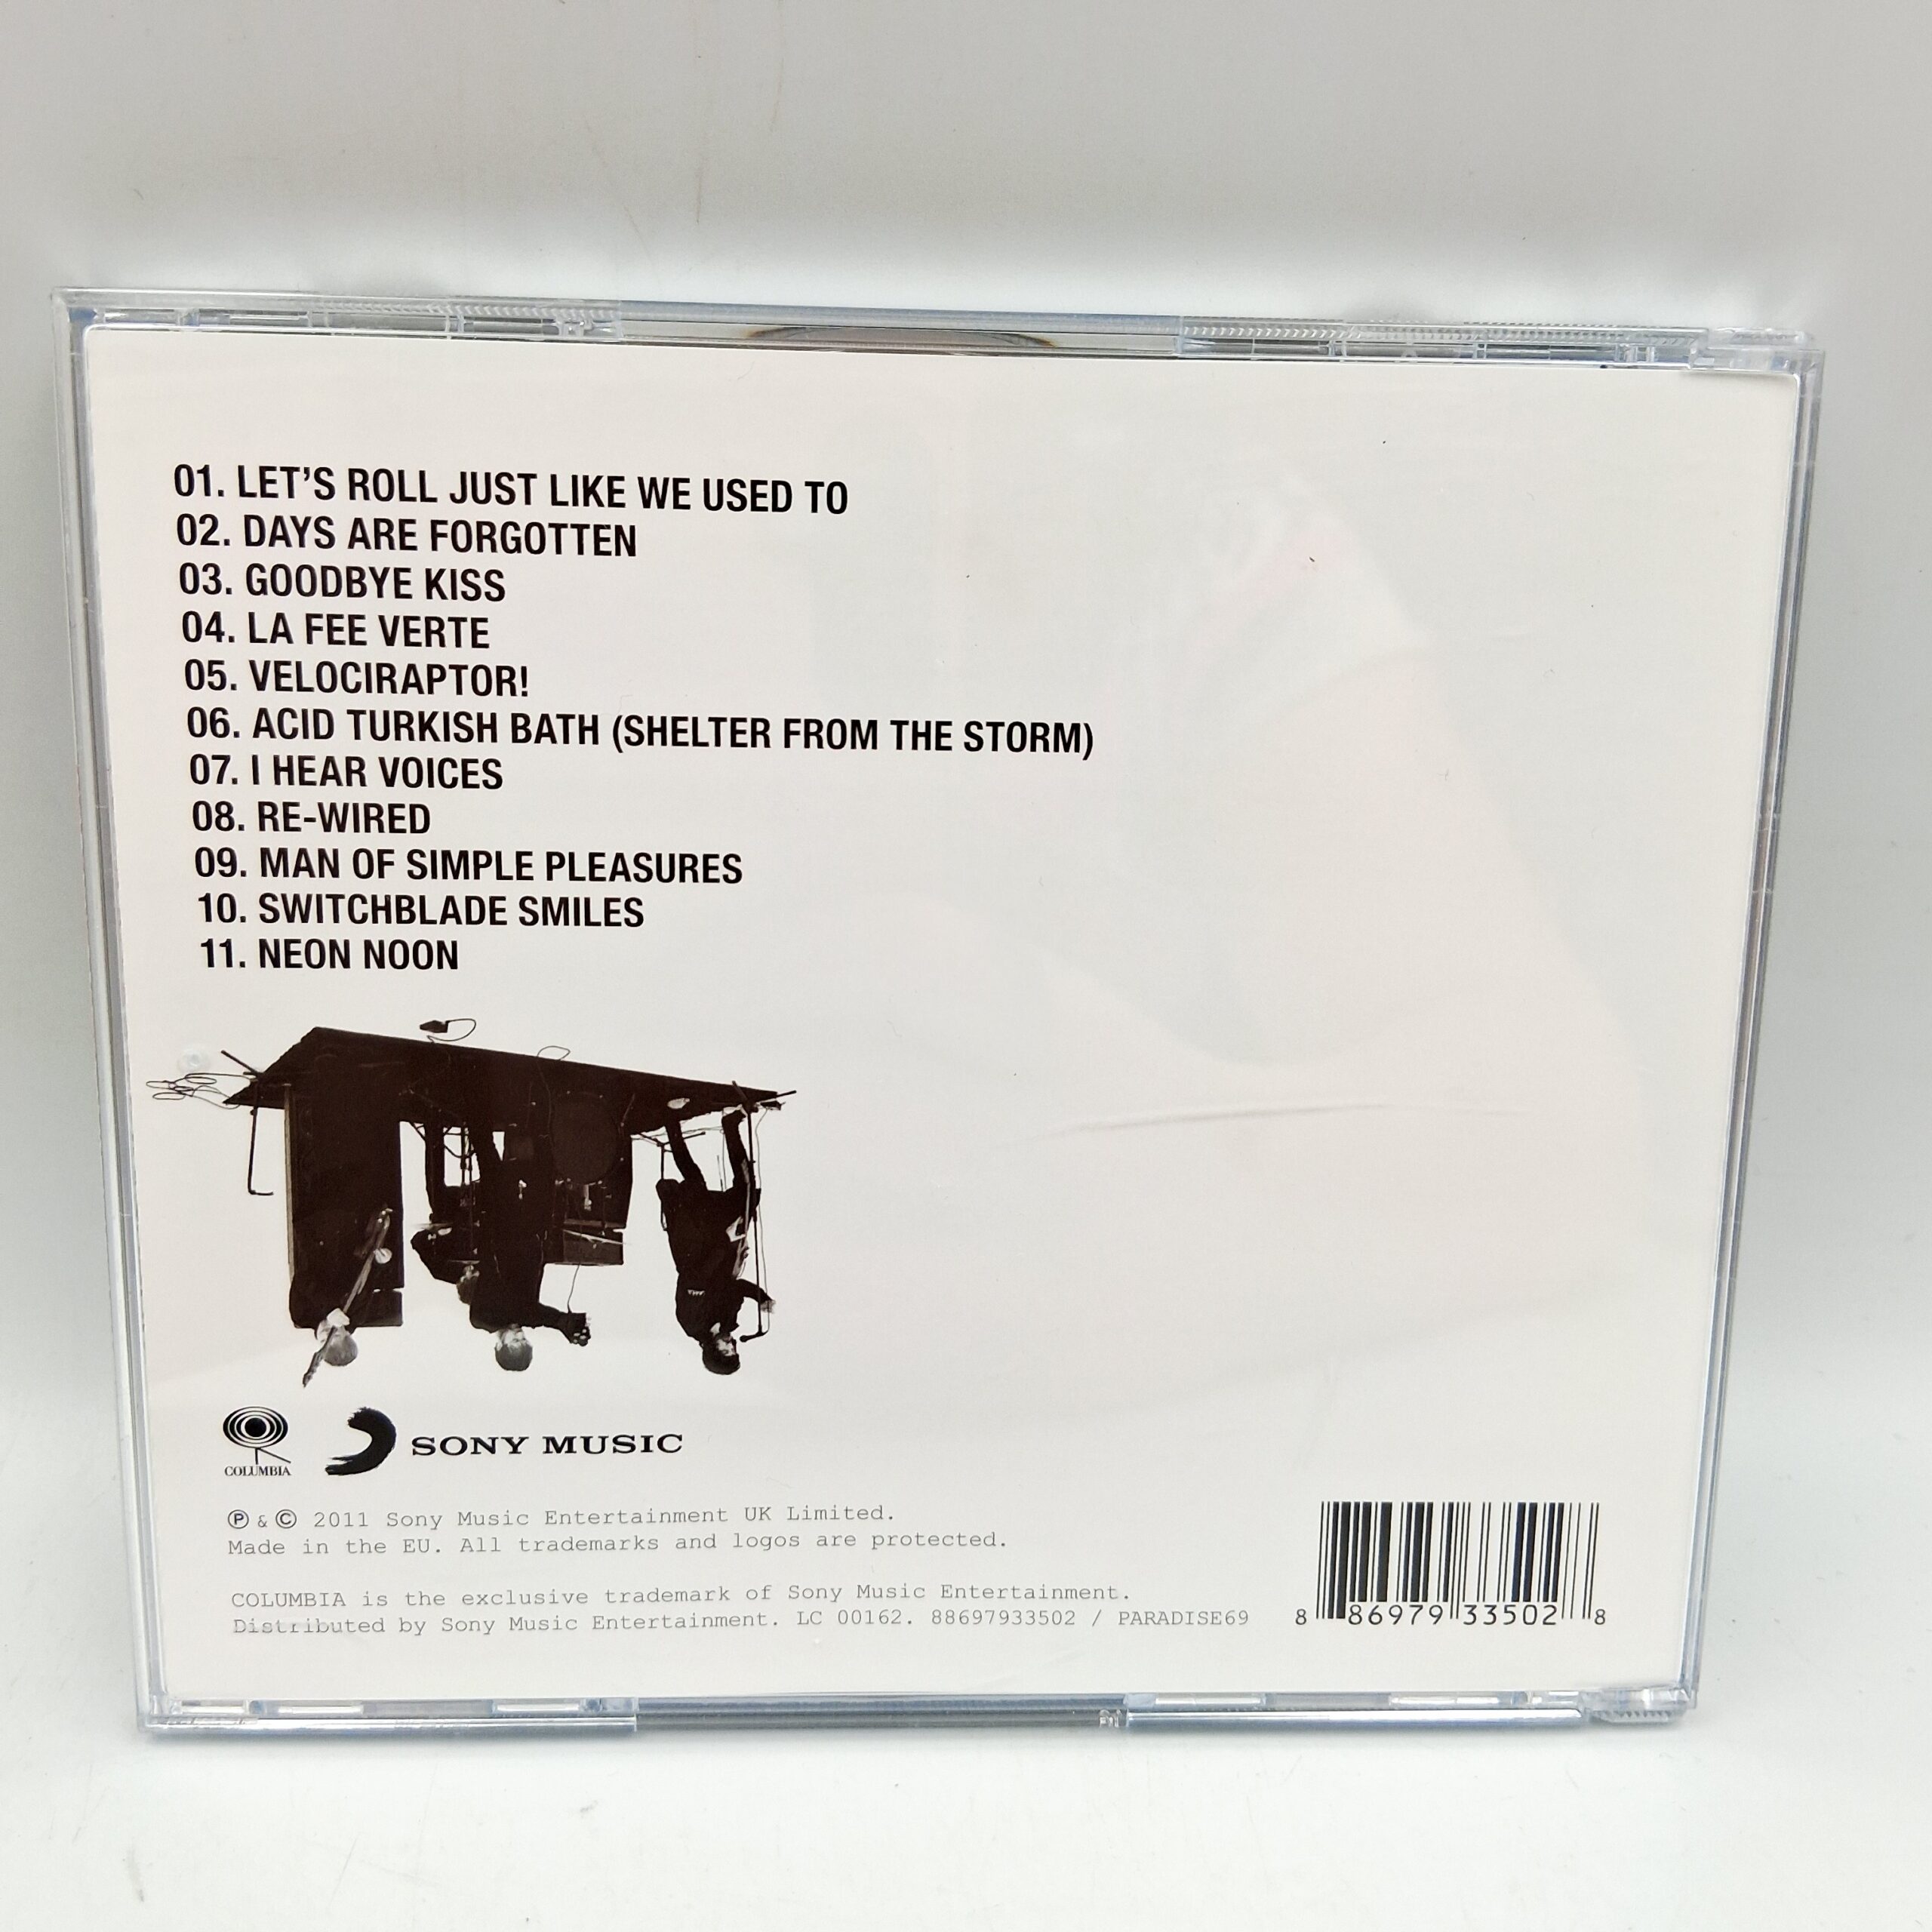 01. LET'S ROLL JUST LIKE WE USED TO
02. DAYS ARE FORGOTTEN
03. GOODBYE KISS
04. LA FEE VERTE
05. VELOCIRAPTOR!
06. ACID TURKISH BATH (SHELTER FROM THE STORM)
07. I HEAR VOICES
08. RE-WIRED
09. MAN OF SIMPLE PLEASURES
10. SWITCHBLADE SMILES
11. NEON NOON
COLUMBIA
SONY MUSIC
℗ & © 2011 Sony Music Entertainment UK Limited.
Made in the EU. All trademarks and logos are protected.
COLUMBIA is the exclusive trademark of Sony Music Entertainment.
Distributed by Sony Music Entertainment. LC 00162. 88697933502 / PARADISE69
8 86979 33502 8